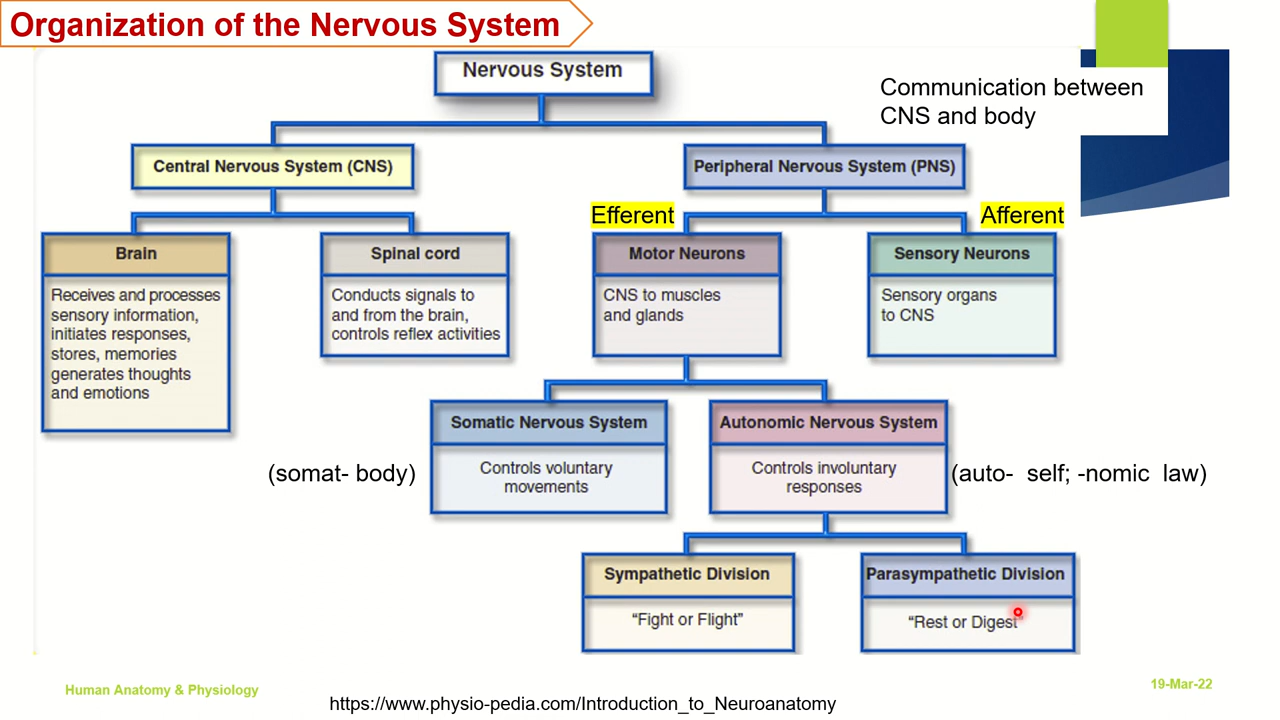 Organization of the Nervous System
Nervous System
Communication between
CNS and body
Central Nervous System (CNS)
Peripheral Nervous System (PNS)
Efferent
Afferent
Brain
Receives and processes
sensory information,
initiates responses,
stores, memories
generates thoughts
and emotions
Spinal cord
Conducts signals to
and from the brain,
controls reflex activities
Motor Neurons
CNS to muscles
and glands
Sensory Neurons
Sensory organs
to CNS
Somatic Nervous System
Controls voluntary
movements
(somat- body)
Autonomic Nervous System
Controls involuntary
responses
(auto- self; -nomic law)
Sympathetic Division
“Fight or Flight”
Parasympathetic Division
“Rest or Digest”
Human Anatomy & Physiology
https://www.physio-pedia.com/Introduction_to_Neuroanatomy
19-Mar-22